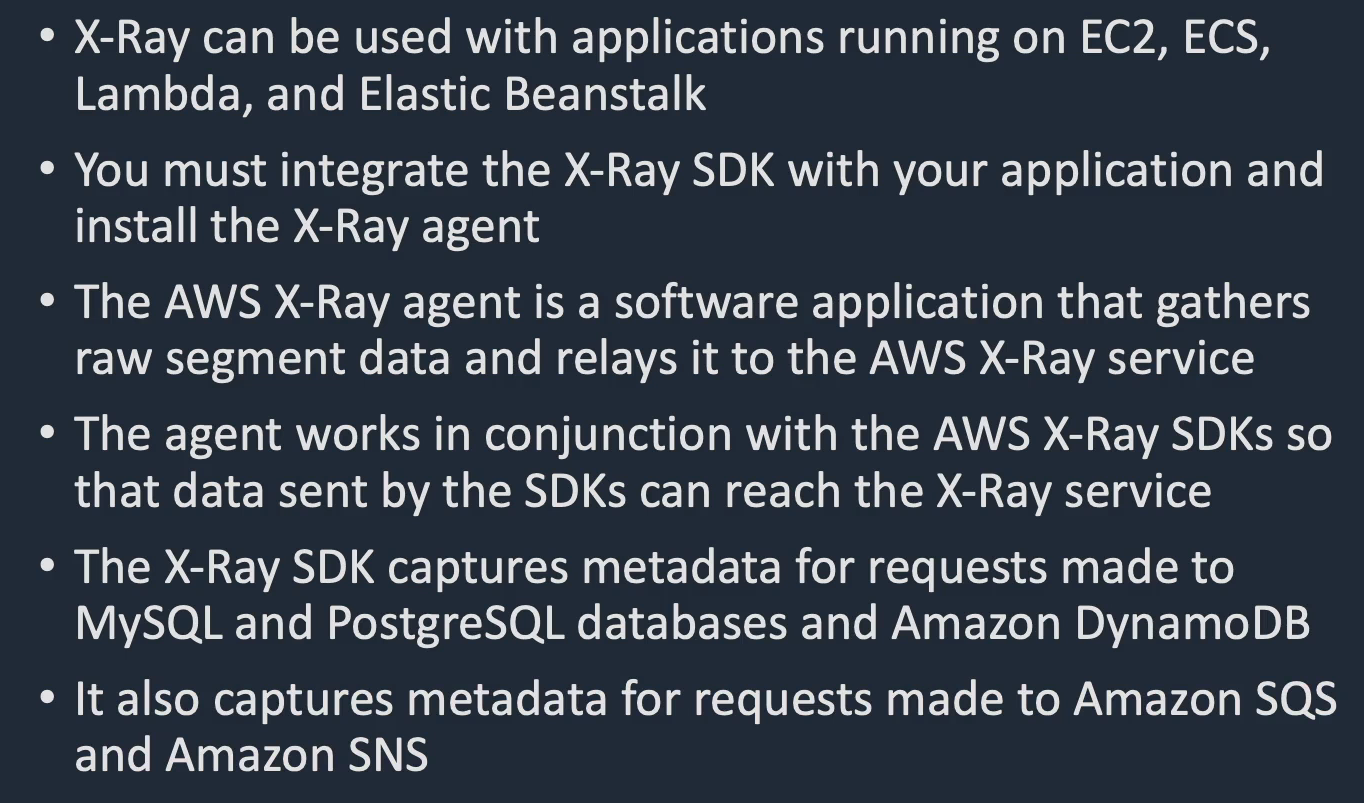 • X-Ray can be used with applications running on EC2, ECS,
Lambda, and Elastic Beanstalk
• You must integrate the X-Ray SDK with your application and
install the X-Ray agent
• The AWS X-Ray agent is a software application that gathers
raw segment data and relays it to the AWS X-Ray service
• The agent works in conjunction with the AWS X-Ray SDKs so
that data sent by the SDKs can reach the X-Ray service
• The X-Ray SDK captures metadata for requests made to
MySQL and PostgreSQL databases and Amazon DynamoDB
• It also captures metadata for requests made to Amazon SQS
and Amazon SNS